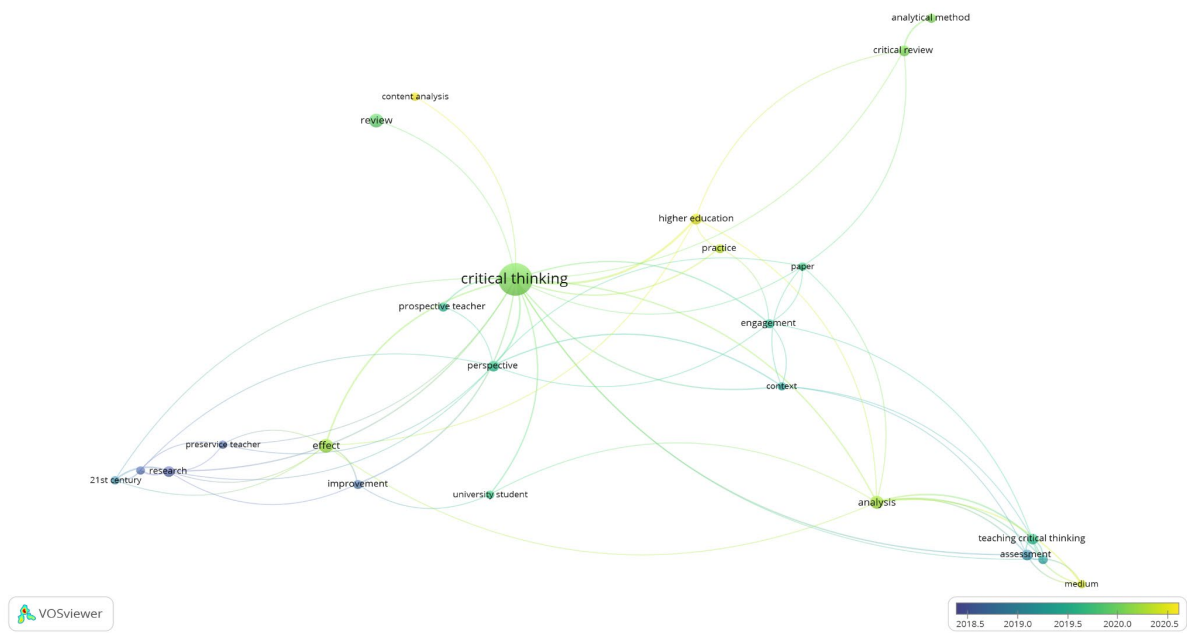 analytical method
critical review
content analysis
review
higher education
practice
paper
critical thinking
prospective teacher
engagement
perspective
context
preservice teacher
effect
research
21st century
improvement
university student
analysis
teaching critical thinking
assessment
medium
VOSviewer
2018.5 2019.0 2019.5 2020.0 2020.5